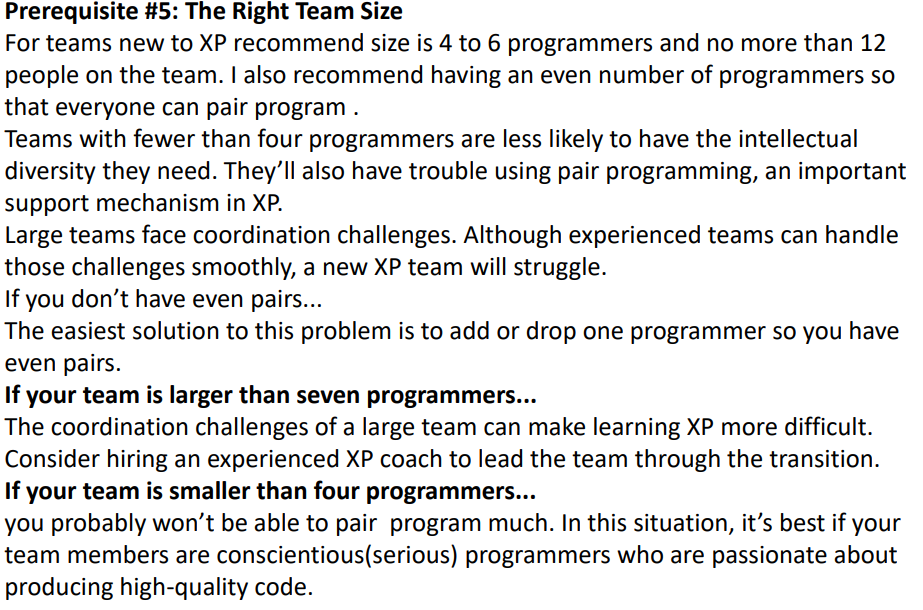 Prerequisite #5: The Right Team Size
For teams new to XP recommend size is 4 to 6 programmers and no more than 12
people on the team. I also recommend having an even number of programmers so
that everyone can pair program .
Teams with fewer than four programmers are less likely to have the intellectual
diversity they need. They’ll also have trouble using pair programming, an important
support mechanism in XP.
Large teams face coordination challenges. Although experienced teams can handle
those challenges smoothly, a new XP team will struggle.
If you don’t have even pairs...
The easiest solution to this problem is to add or drop one programmer so you have
even pairs.
If your team is larger than seven programmers...
The coordination challenges of a large team can make learning XP more difficult.
Consider hiring an experienced XP coach to lead the team through the transition.
If your team is smaller than four programmers...
you probably won’t be able to pair  program much. In this situation, it’s best if your
team members are conscientious(serious) programmers who are passionate about
producing high-quality code.